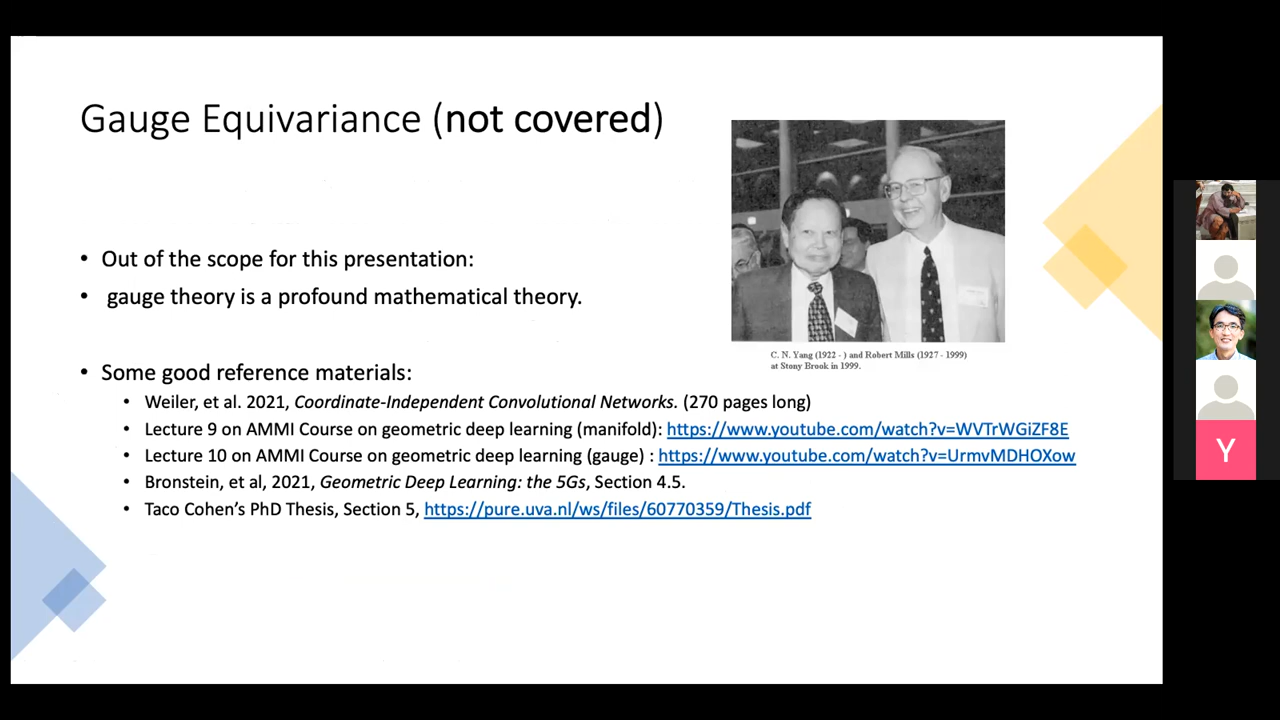 Gauge Equivariance (not covered)
• Out of the scope for this presentation:
• gauge theory is a profound mathematical theory.
C. N. Yang (1922 - ) and Robert Mills (1927 - 1999)
at Stony Brook in 1999.
• Some good reference materials:
• Weiler, et al. 2021, Coordinate-Independent Convolutional Networks. (270 pages long)
• Lecture 9 on AMMI Course on geometric deep learning (manifold): https://www.youtube.com/watch?v=WVTrWGiZF8E
• Lecture 10 on AMMI Course on geometric deep learning (gauge) : https://www.youtube.com/watch?v=UrmvMDHOXow
• Bronstein, et al, 2021, Geometric Deep Learning: the 5Gs, Section 4.5.
• Taco Cohen’s PhD Thesis, Section 5, https://pure.uva.nl/ws/files/60770359/Thesis.pdf
Y